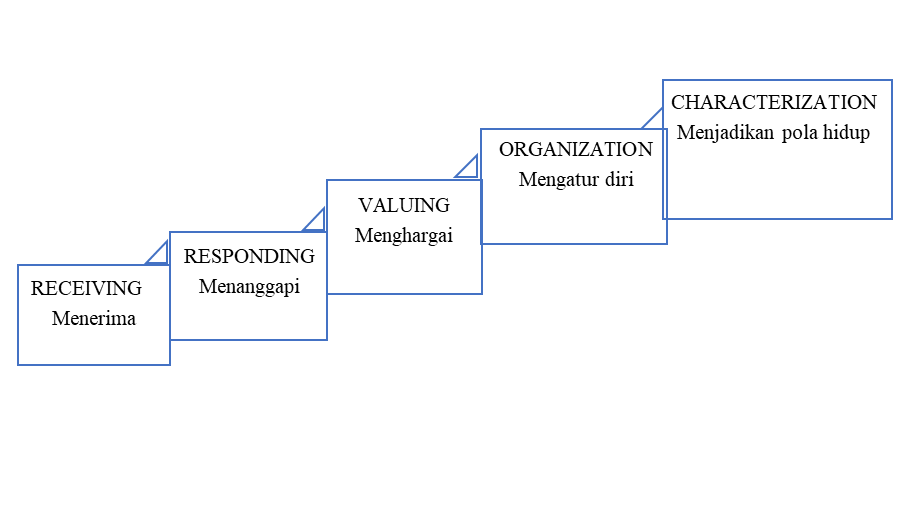 RECEIVING
Menerima
RESPONDING
Menanggapi
VALUING
Menghargai
ORGANIZATION
Mengatur diri
CHARACTERIZATION
Menjadikan pola hidup